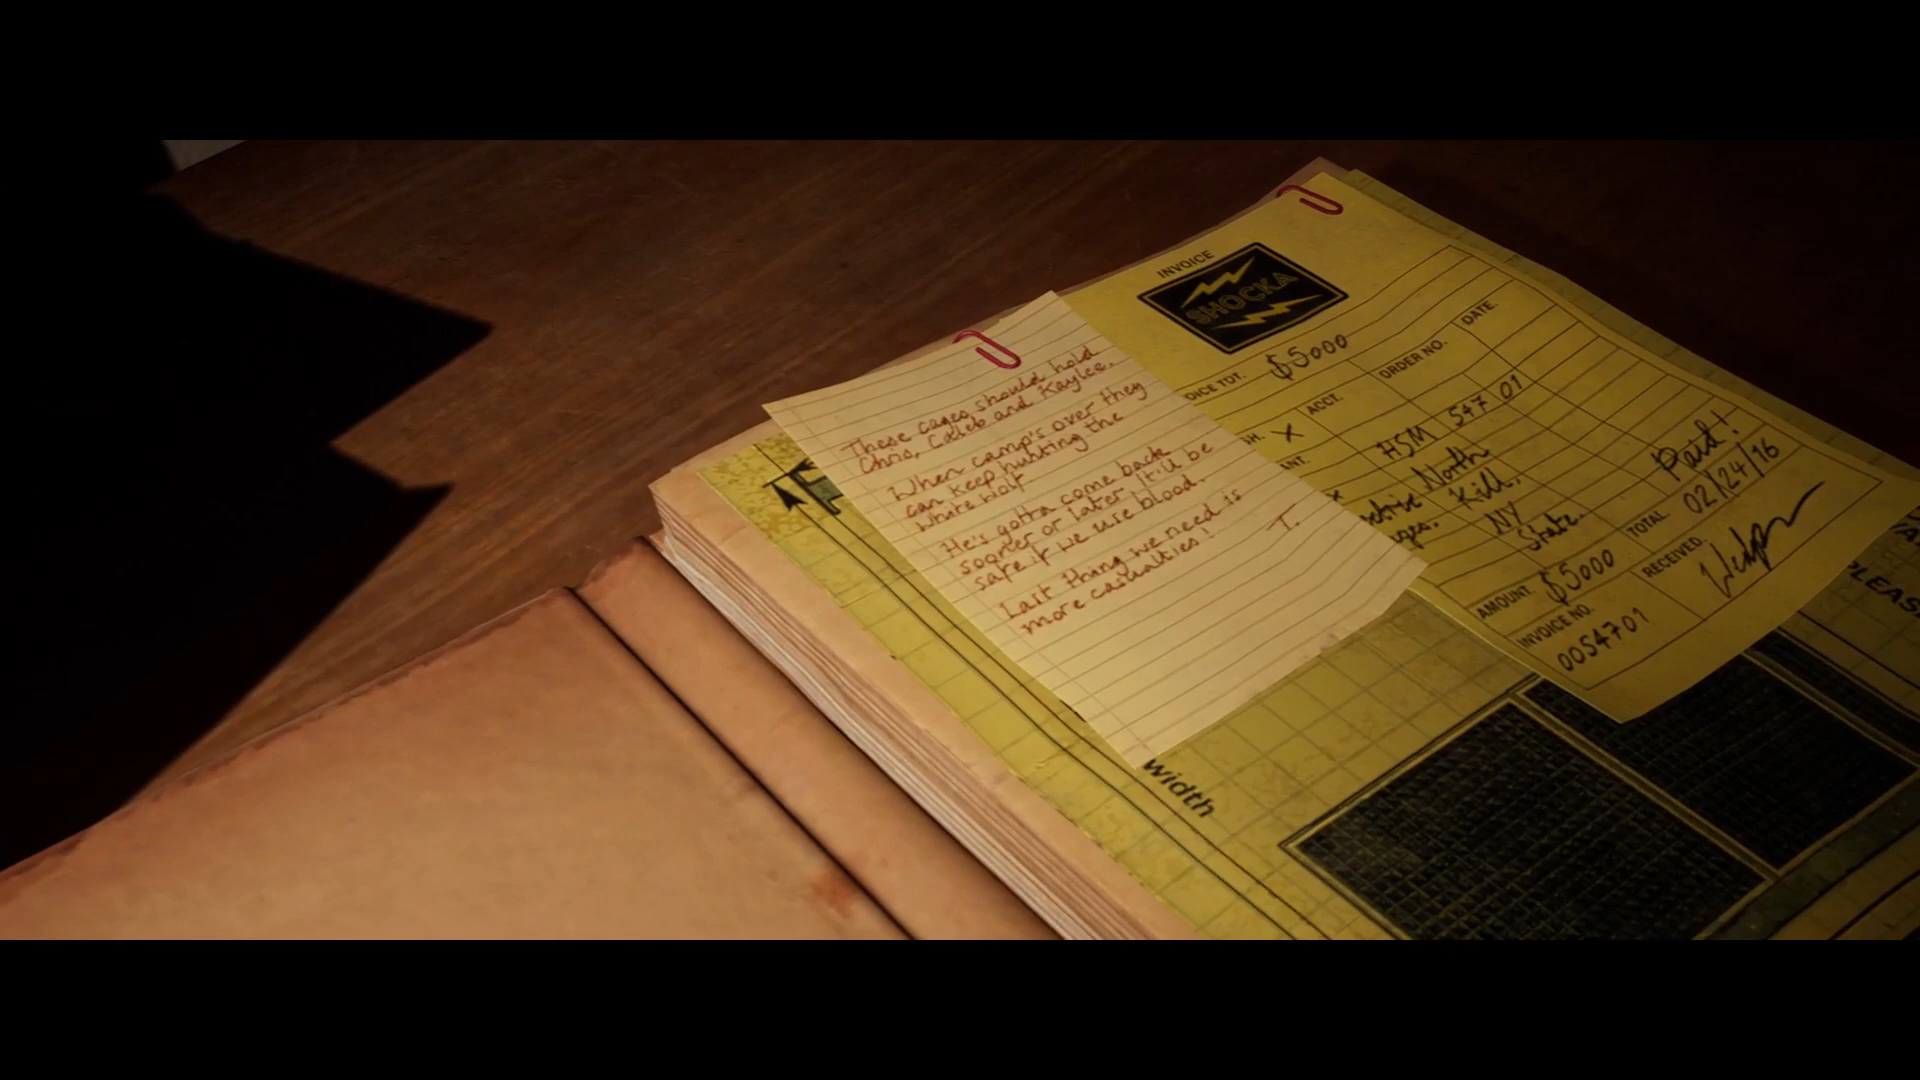 These cages should hold
Chris, Caleb and Kaylee.
When camp's over they
can keep hunting the
White Wolf
He's gotta come back
sooner or later. It'll be
safe if we use blood.
Last thing we need is
more casualties!
T.
INVOICE
SHOCKA
TOT. $5000
DATE.
ORDER NO.
ACCT.
X
HSM 547 01
North
Kill,
NY
State.
Paid!
TOTAL 02/24/16
AMOUNT. $5000
RECEIVED.
INVOICE NO.
0054701
Width